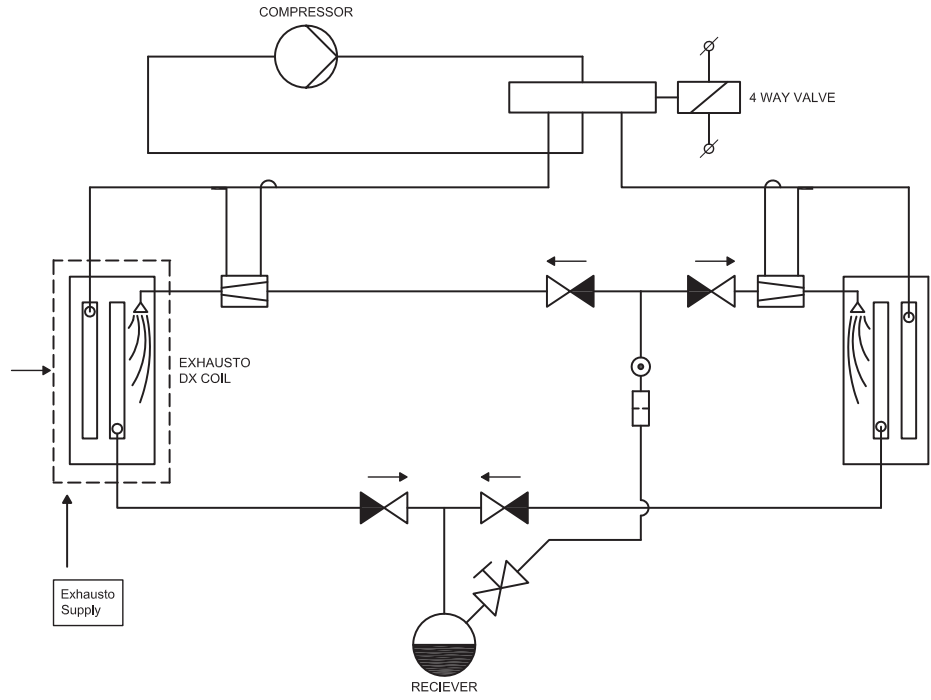 COMPRESSOR
4 WAY VALVE
EXHAUSTO
DX COIL
Exhausto
Supply
RECIEVER